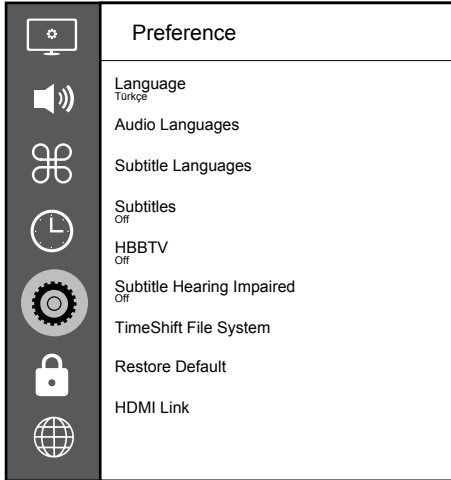 Preference
Language
Türkçe
Audio Languages
Subtitle Languages
Subtitles
Off
HBBTV
Off
Subtitle Hearing Impaired
Off
TimeShift File System
Restore Default
HDMI Link